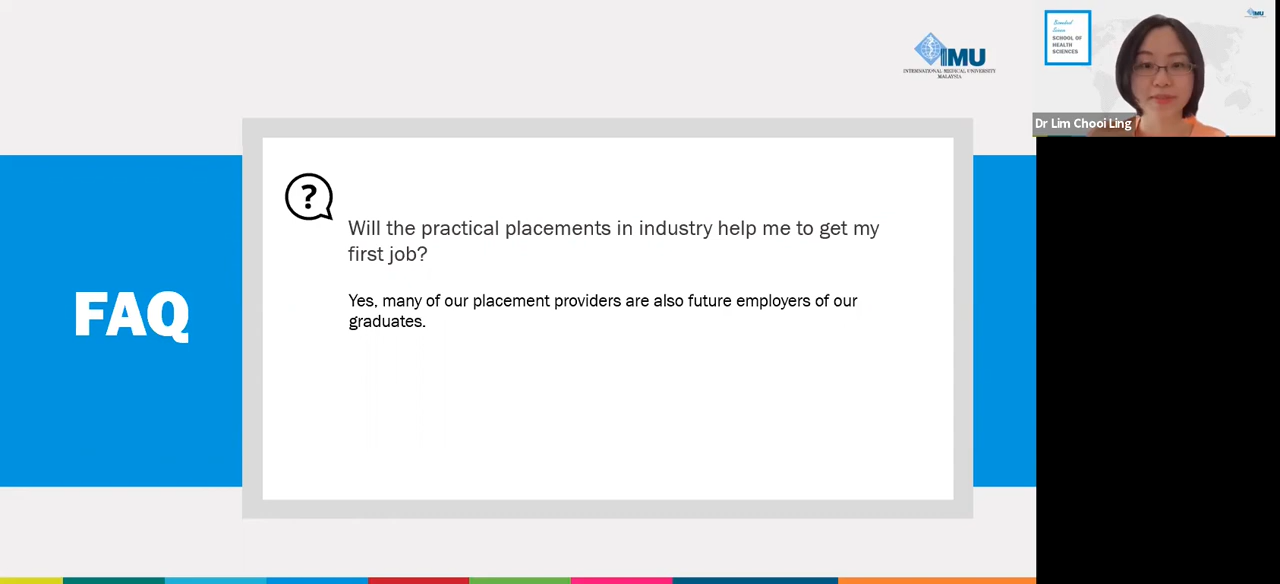 IMU
INTERNATIONAL MEDICAL UNIVERSITY
MALAYSIA
FAQ
?
Will the practical placements in industry help me to get my
first job?
Yes, many of our placement providers are also future employers of our
graduates.
SCHOOL OF
HEALTH
SCIENCES
IMU
Dr Lim Chooi Ling